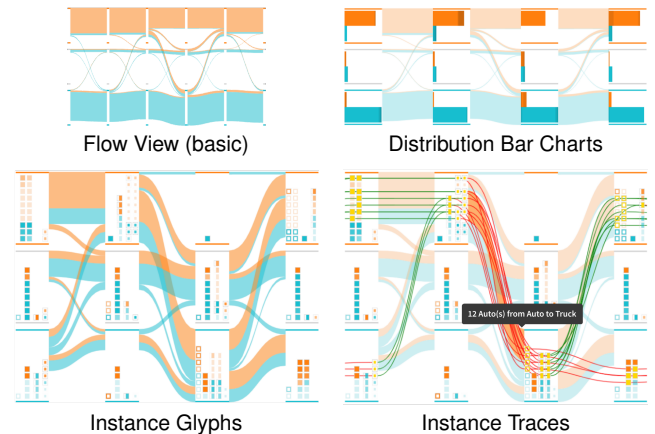 Flow View (basic)
Distribution Bar Charts
12 Auto(s) from Auto to Truck
Instance Glyphs
Instance Traces